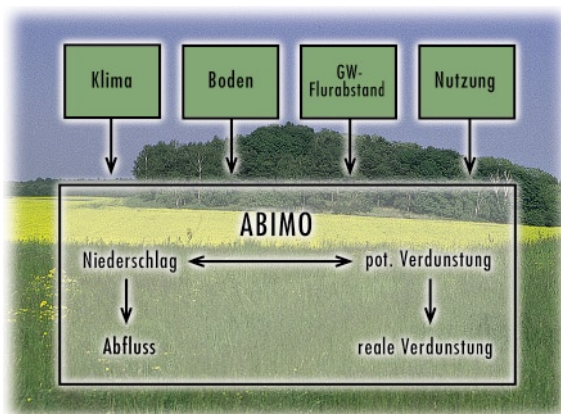 Klima
Boden
GW-
Flurabstand
Nutzung
ABIMO
Niederschlag
pot. Verdunstung
Abfluss
reale Verdunstung